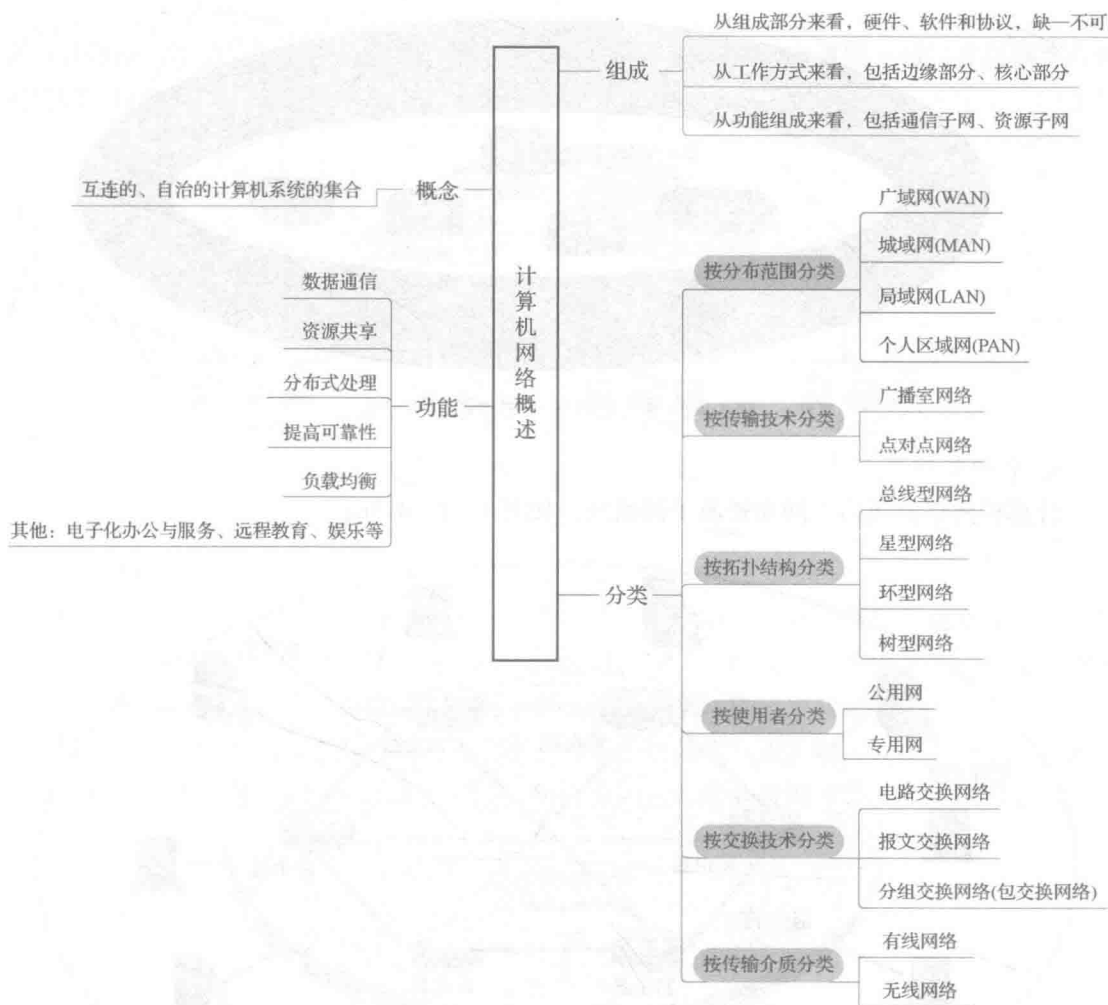 计算机网络概述
组成
从组成部分来看，硬件、软件和协议，缺一不可
从工作方式来看，包括边缘部分、核心部分
从功能组成来看，包括通信子网、资源子网
概念
互连的、自治的计算机系统的集合
功能
数据通信
资源共享
分布式处理
提高可靠性
负载均衡
其他：电子化办公与服务、远程教育、娱乐等
分类
按分布范围分类
广域网(WAN)
城域网(MAN)
局域网(LAN)
个人区域网(PAN)
按传输技术分类
广播室网络
点对点网络
按拓扑结构分类
总线型网络
星型网络
环型网络
树型网络
按使用者分类
公用网
专用网
按交换技术分类
电路交换网络
报文交换网络
分组交换网络(包交换网络)
按传输介质分类
有线网络
无线网络